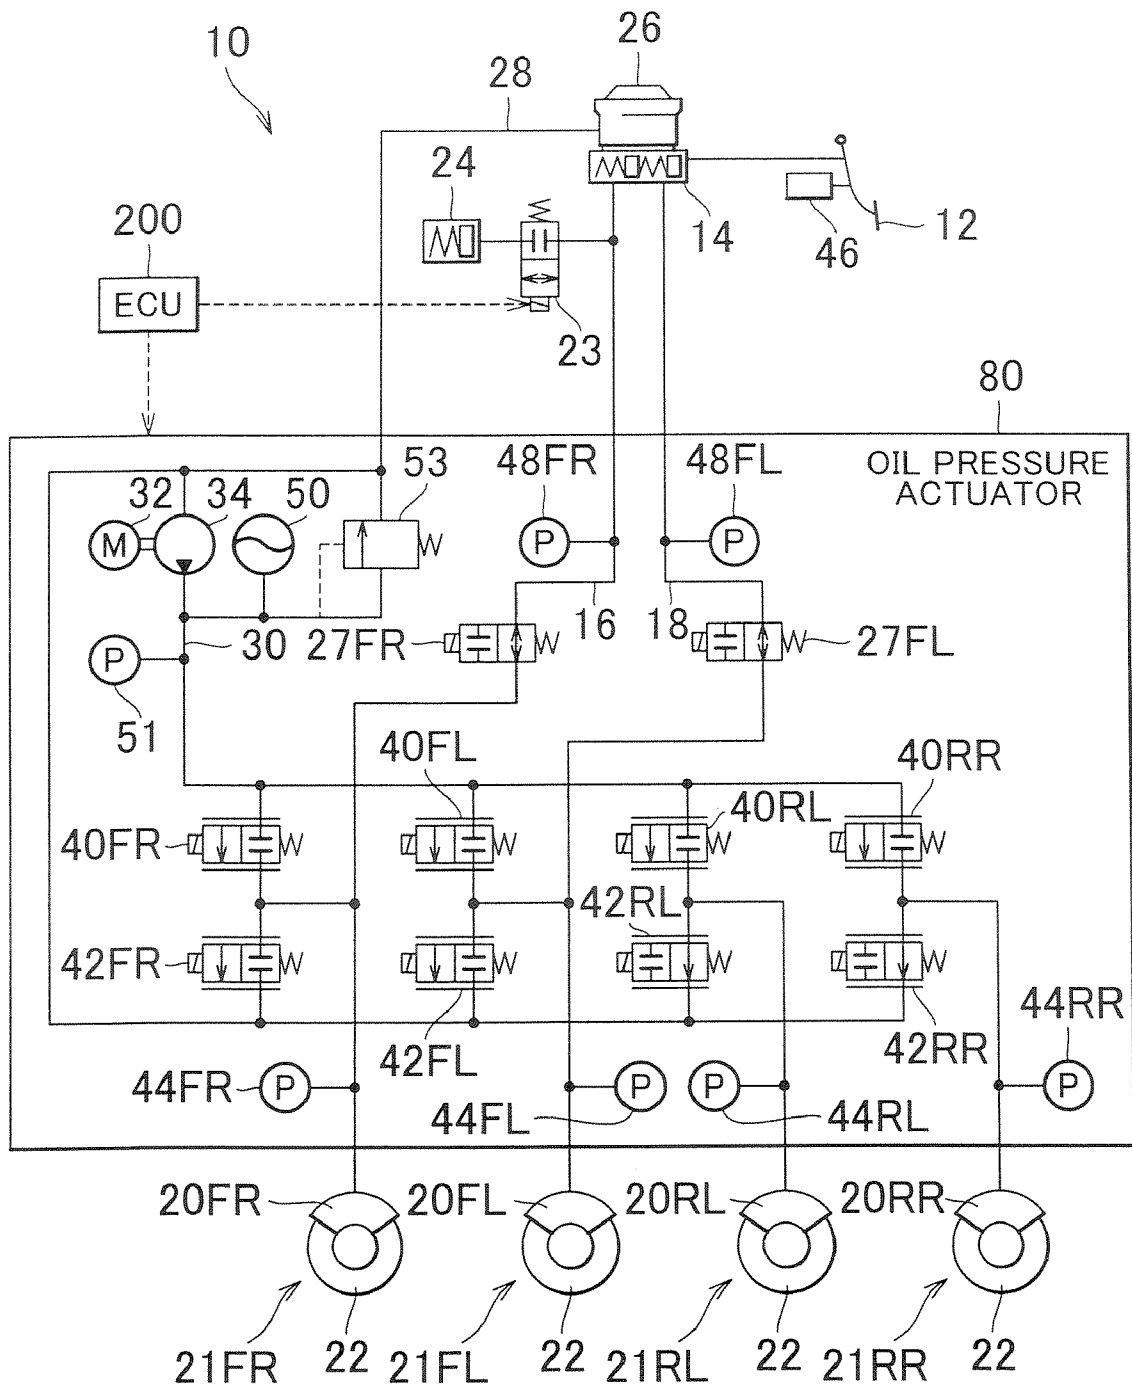 26
10
28
24
200
14
46
12
ECU
23
80
48FR
48FL
OIL PRESSURE
ACTUATOR
53
32
34
50
M
P
P
16
18
30
27FR
27FL
P
51
40FL
40RR
40RL
40FR
42RL
42FR
44RR
42FL
42RR
44FR
P
P
P
P
44FL
44RL
20FR
20FL
20RL
20RR
21FR
22
21FL
22
21RL
22
21RR
22